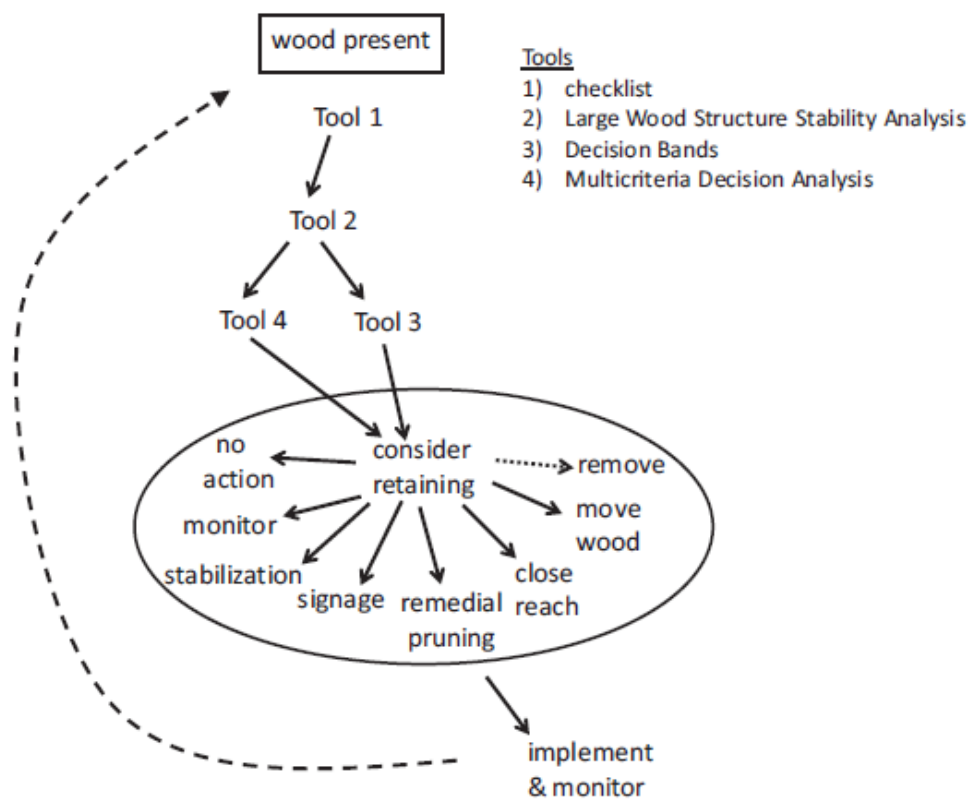 wood present
Tools
1) checklist
2) Large Wood Structure Stability Analysis
3) Decision Bands
4) Multicriteria Decision Analysis
Tool 1
Tool 2
Tool 4
Tool 3
consider
retaining
no
action
monitor
stabilization
signage
remedial
pruning
close
reach
move
wood
remove
implement
& monitor